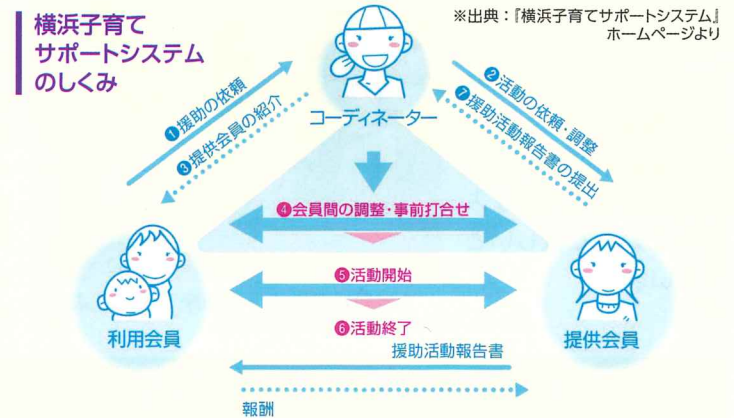 横浜子育て
サポートシステム
のしくみ
※出典：『横浜子育てサポートシステム』
ホームページより
コーディネーター
❶援助の依頼
❸提供会員の紹介
❷活動の依頼・調整
❼援助活動報告書の提出
❹会員間の調整・事前打合せ
❺活動開始
❻活動終了
利用会員
提供会員
援助活動報告書
報酬